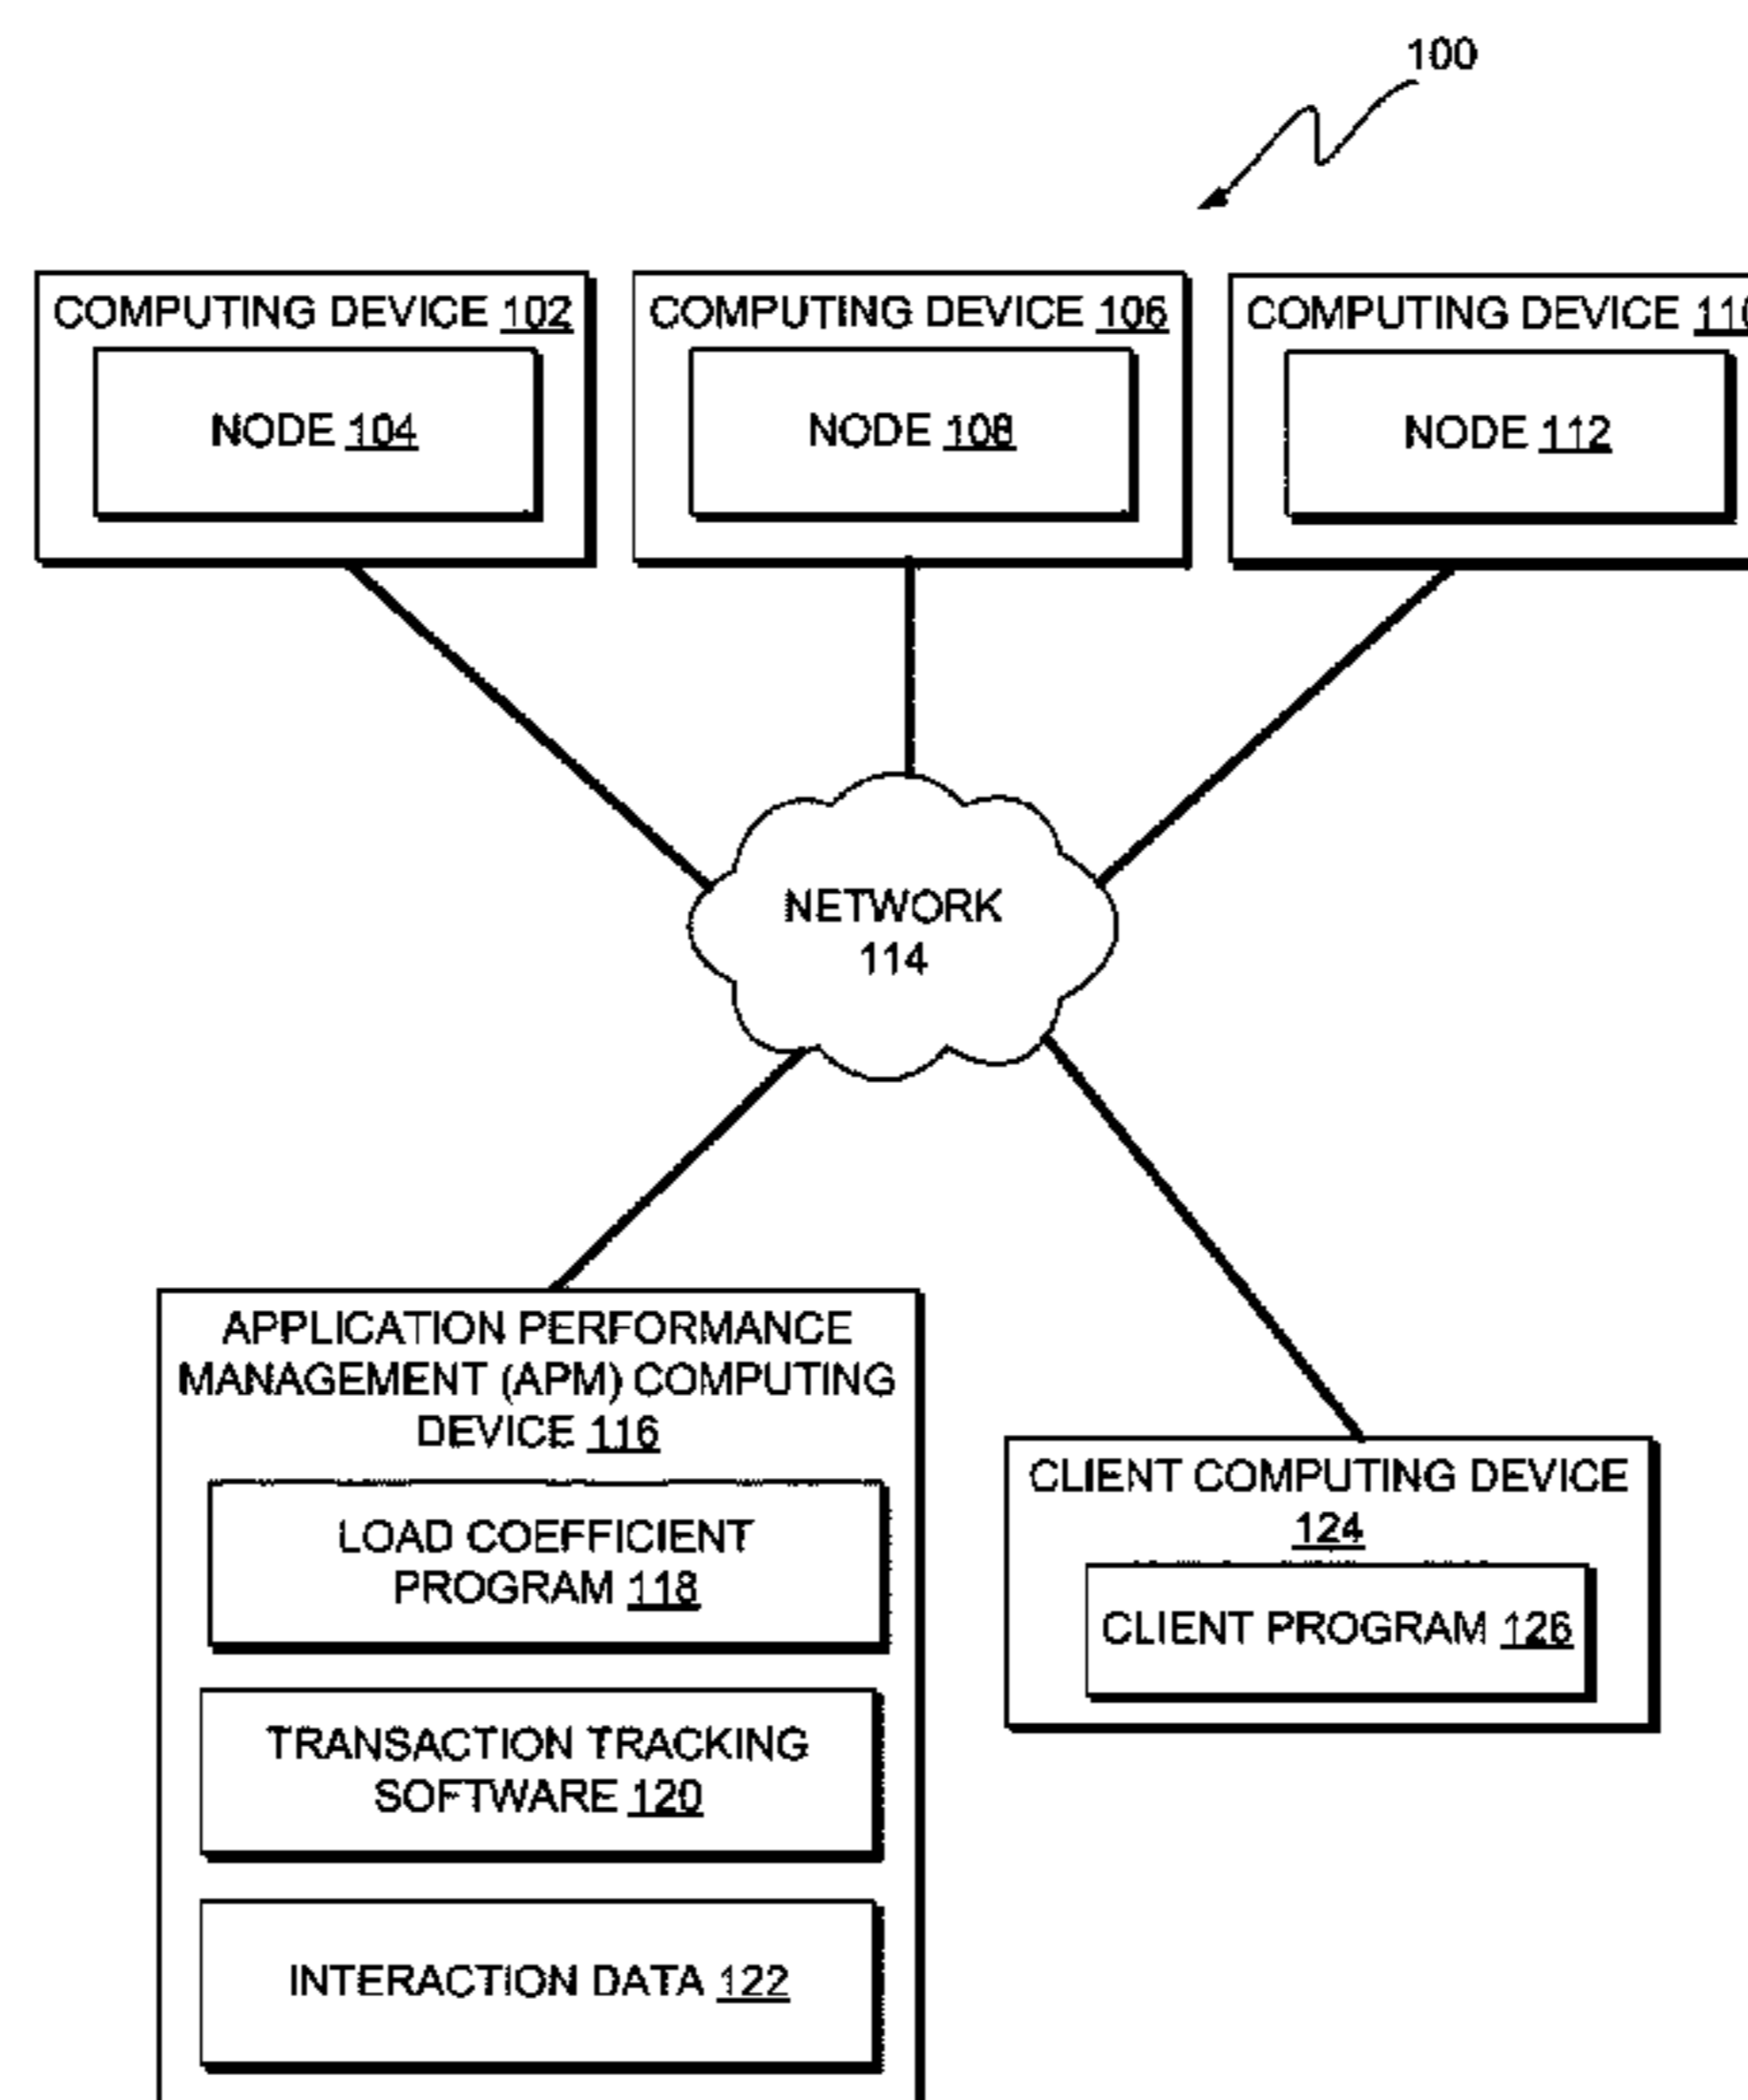 100
COMPUTING DEVICE 102
NODE 104
COMPUTING DEVICE 106
NODE 108
COMPUTING DEVICE 110
NODE 112
NETWORK
114
APPLICATION PERFORMANCE
MANAGEMENT (APM) COMPUTING
DEVICE 116
LOAD COEFFICIENT
PROGRAM 118
TRANSACTION TRACKING
SOFTWARE 120
INTERACTION DATA 122
CLIENT COMPUTING DEVICE
124
CLIENT PROGRAM 126